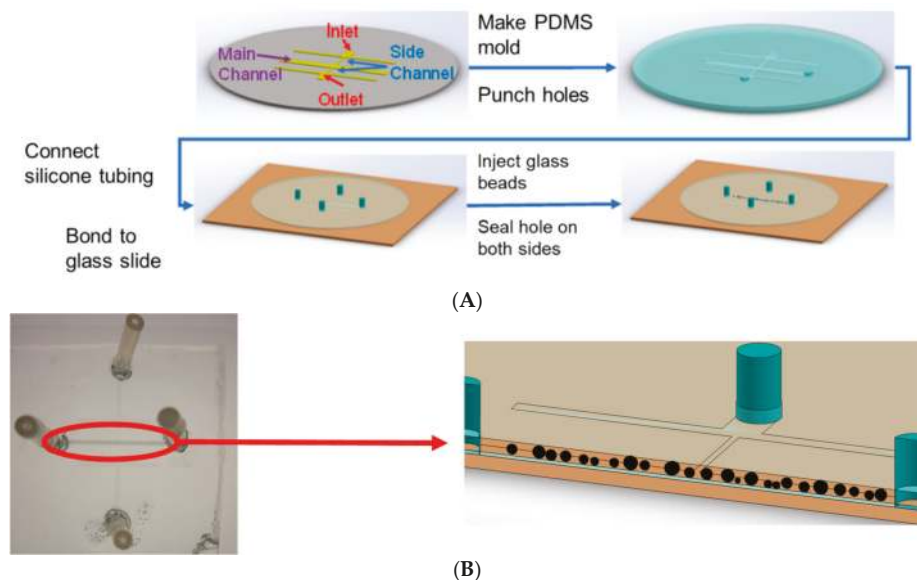 Main
Channel
Inlet
Side
Channel
Outlet
Make PDMS
mold
Punch holes
Connect
silicone tubing
Bond to
glass slide
Inject glass
beads
Seal hole on
both sides
(A)
(B)